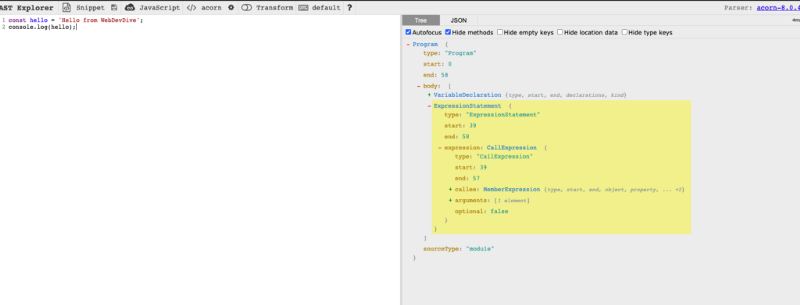 AST Explorer Snippet JavaScript </> acorn Transform default ? Parser: acorn-8.0.4
1 const hello = 'Hello from WebDevDive';
2 console.log(hello);
Tree JSON
Autofocus Hide methods Hide empty keys Hide location data Hide type keys
- Program {
type: "Program"
start: 0
end: 58
- body: [
+ VariableDeclaration {type, start, end, declarations, kind}
- ExpressionStatement {
type: "ExpressionStatement"
start: 39
end: 58
- expression: CallExpression {
type: "CallExpression"
start: 39
end: 57
+ callee: MemberExpression {type, start, end, object, property, ... +2}
+ arguments: [1 element]
optional: false
}
}
]
sourceType: "module"
}